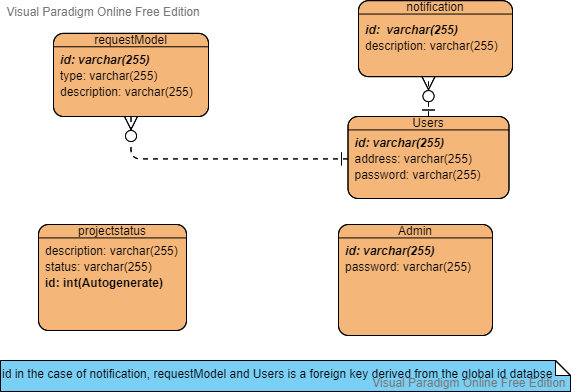 Visual Paradigm Online Free Edition
requestModel
id: varchar(255)
type: varchar(255)
description: varchar(255)
notification
id: varchar(255)
description: varchar(255)
Users
id: varchar(255)
address: varchar(255)
password: varchar(255)
projectstatus
description: varchar(255)
status: varchar(255)
id: int(Autogenerate)
Admin
id: varchar(255)
password: varchar(255)
id in the case of notification, requestModel and Users is a foreign key derived from the global id databse
Visual Paradigm Online Free Edition